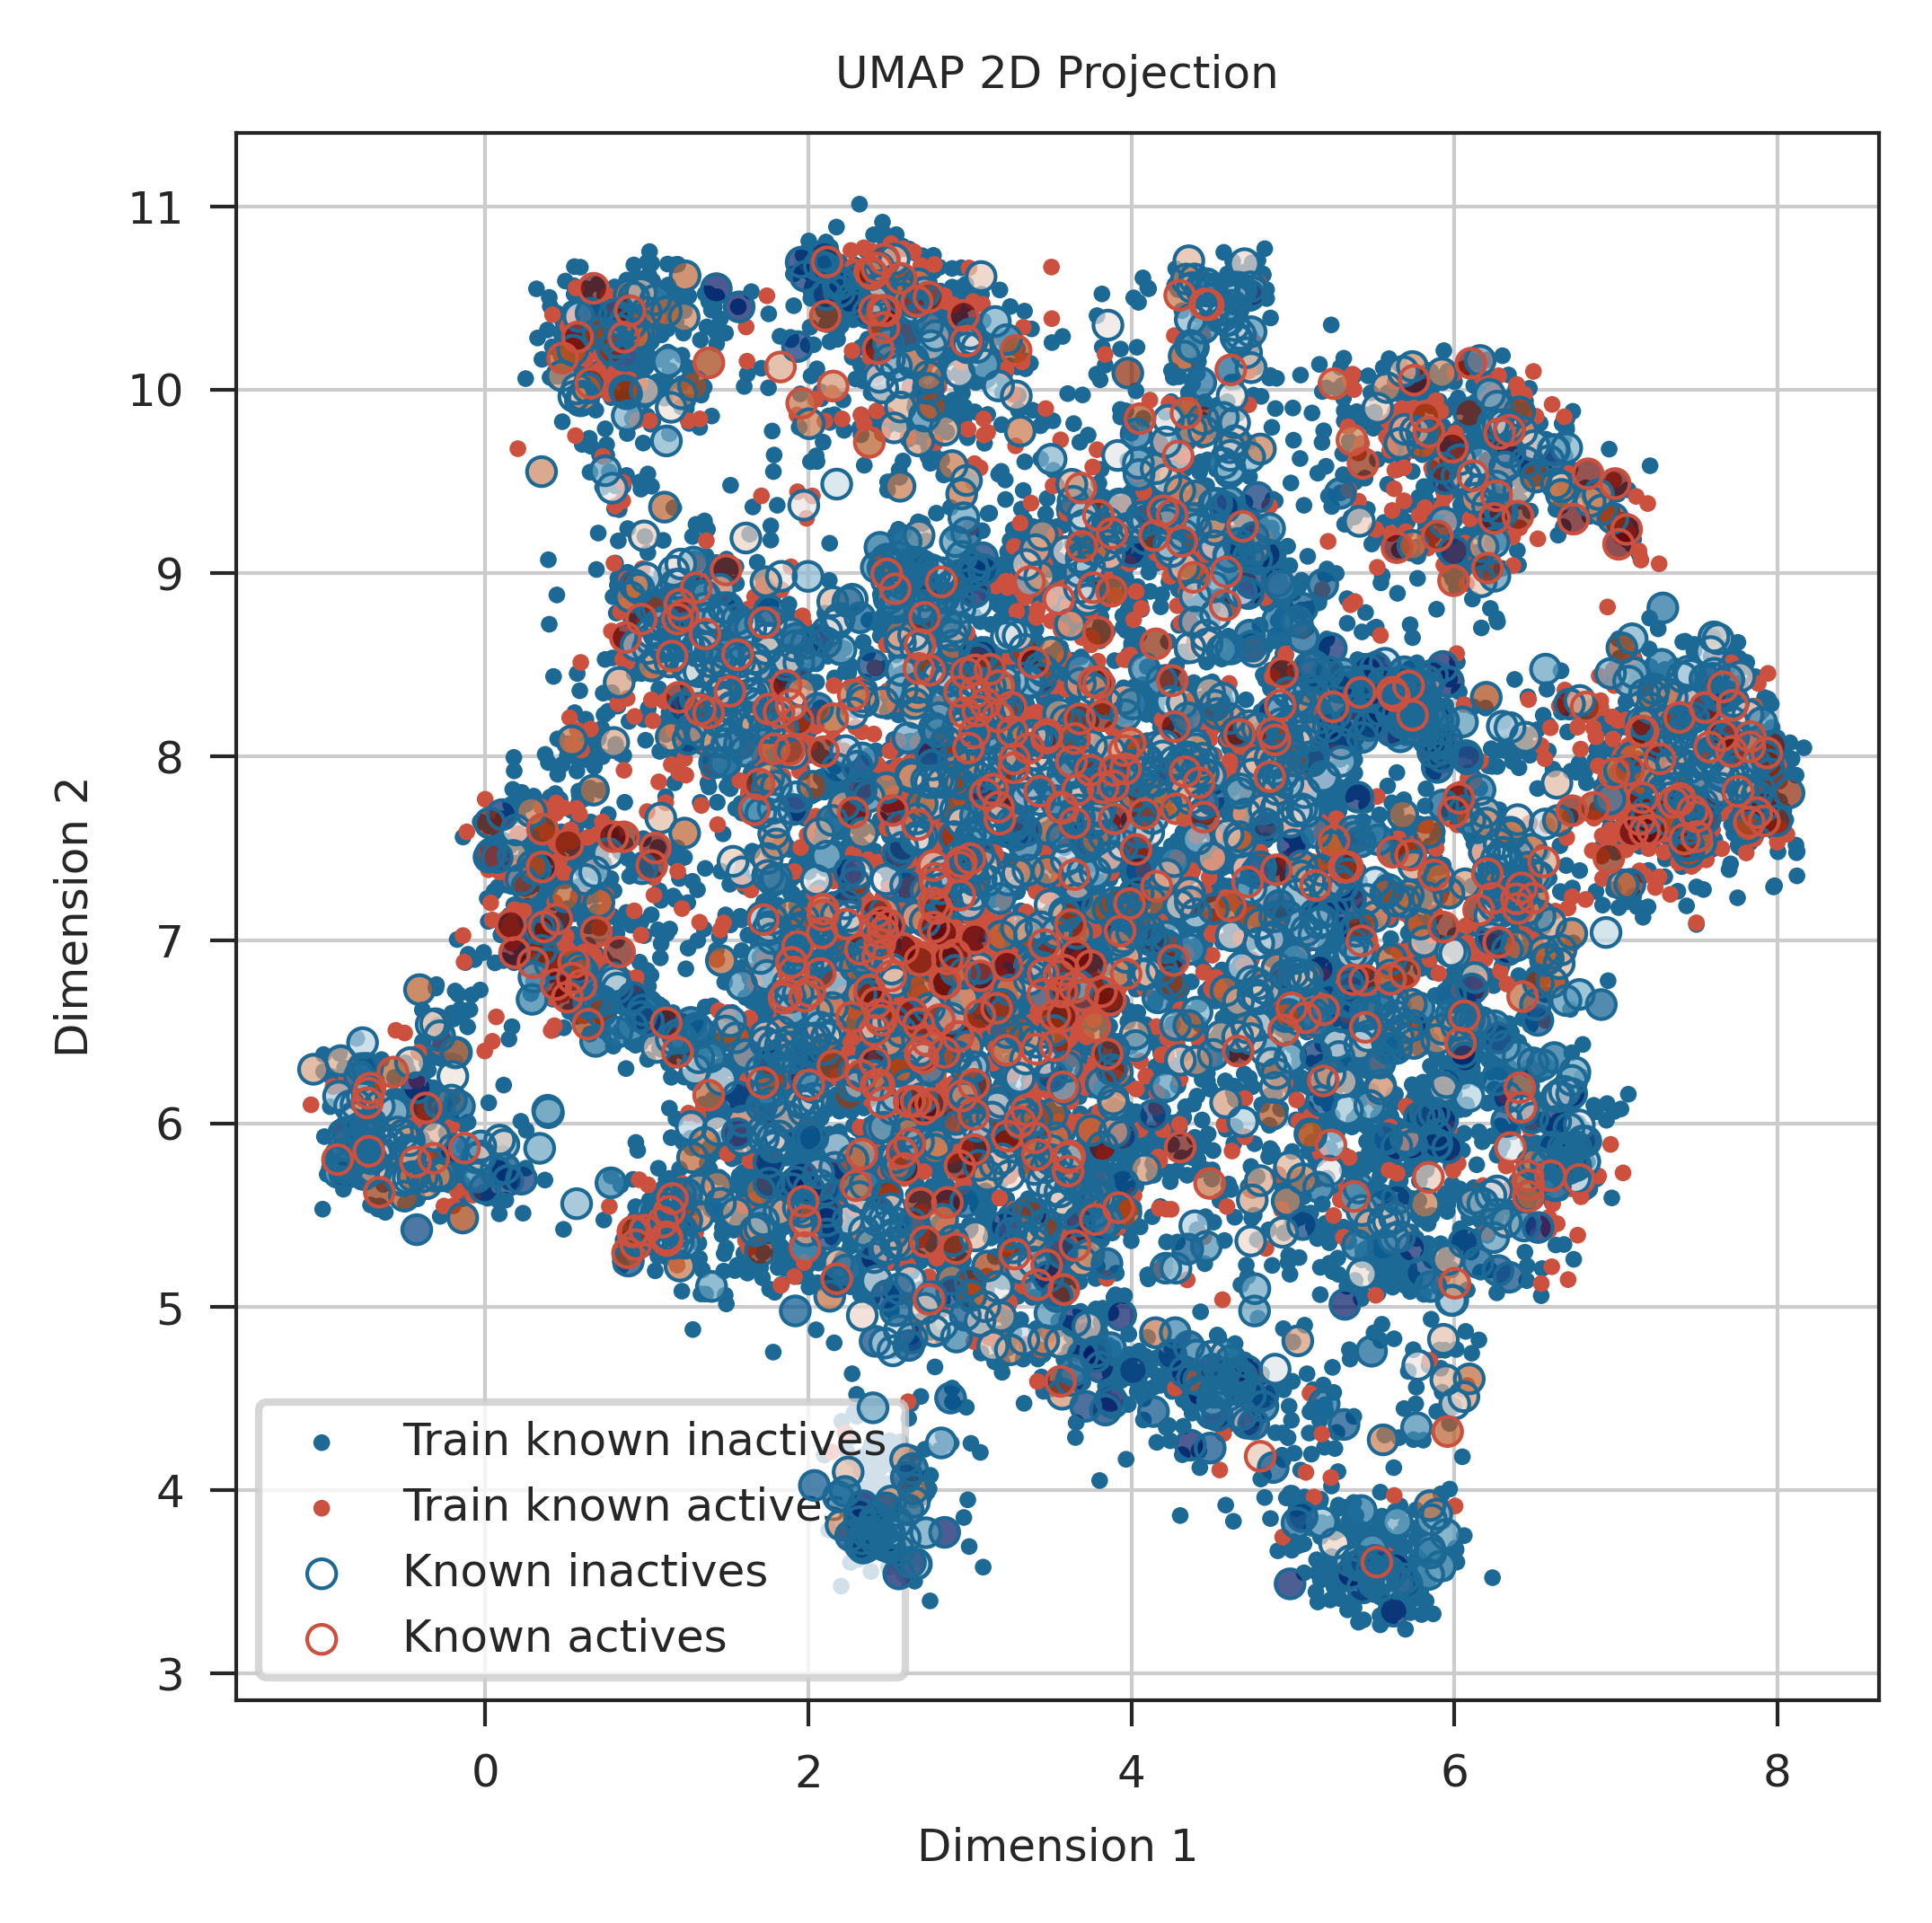 UMAP 2D Projection
11
10
9
8
7
6
5
4
3
Dimension 2
Train known inactives
Train known actives
Known inactives
Known actives
0 2 4 6 8
Dimension 1